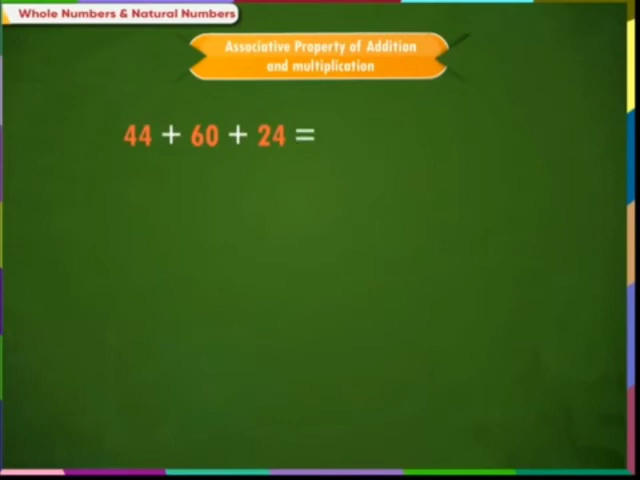 Whole Numbers & Natural Numbers
Associative Property of Addition
and multiplication
44 + 60 + 24 =